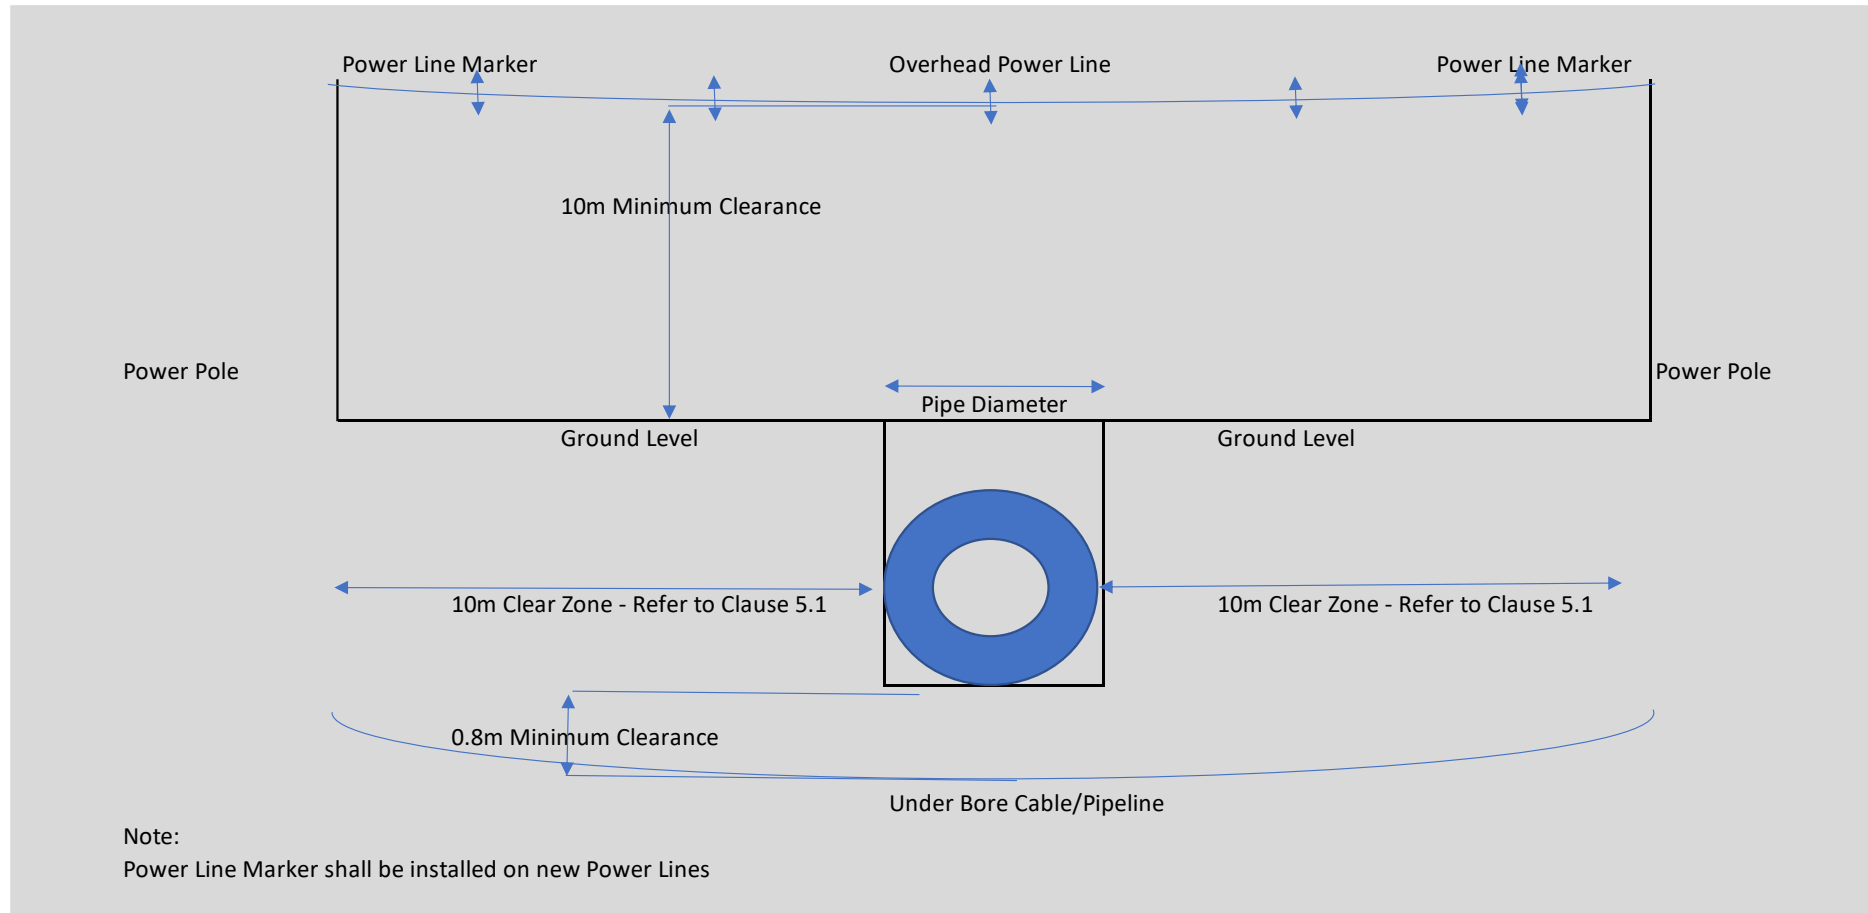 Power Line Marker
Overhead Power Line
Power Line Marker
10m Minimum Clearance
Power Pole
Power Pole
Pipe Diameter
Ground Level
Ground Level
10m Clear Zone - Refer to Clause 5.1
10m Clear Zone - Refer to Clause 5.1
0.8m Minimum Clearance
Under Bore Cable/Pipeline
Note:
Power Line Marker shall be installed on new Power Lines